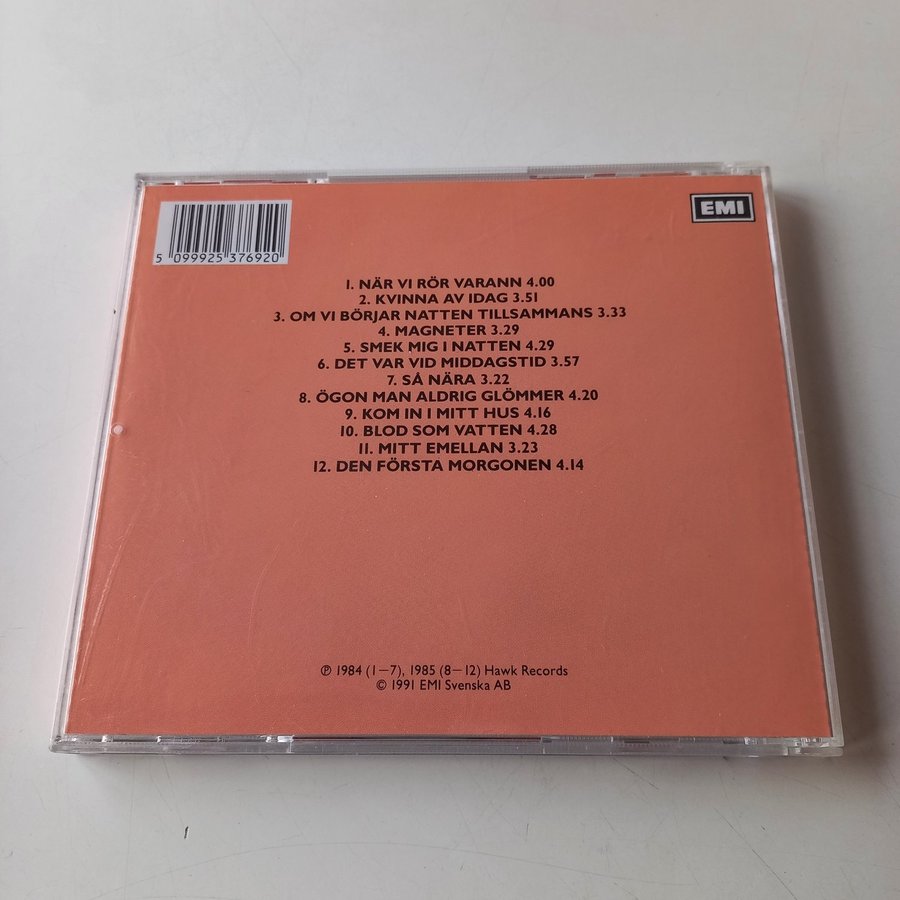 EMI
5 099925 376920
1. NÄR VI RÖR VARANN 4.00
2. KVINNA AV IDAG 3.51
3. OM VI BÖRJAR NATTEN TILLSAMMANS 3.33
4. MAGNETER 3.29
5. SMEK MIG I NATTEN 4.29
6. DET VAR VID MIDDAGSTID 3.57
7. SÅ NÄRA 3.22
8. ÖGON MAN ALDRIG GLÖMMER 4.20
9. KOM IN I MITT HUS 4.16
10. BLOD SOM VATTEN 4.28
11. MITT EMELLAN 3.23
12. DEN FÖRSTA MORGONEN 4.14
℗ 1984 (1–7), 1985 (8–12) Hawk Records
© 1991 EMI Svenska AB